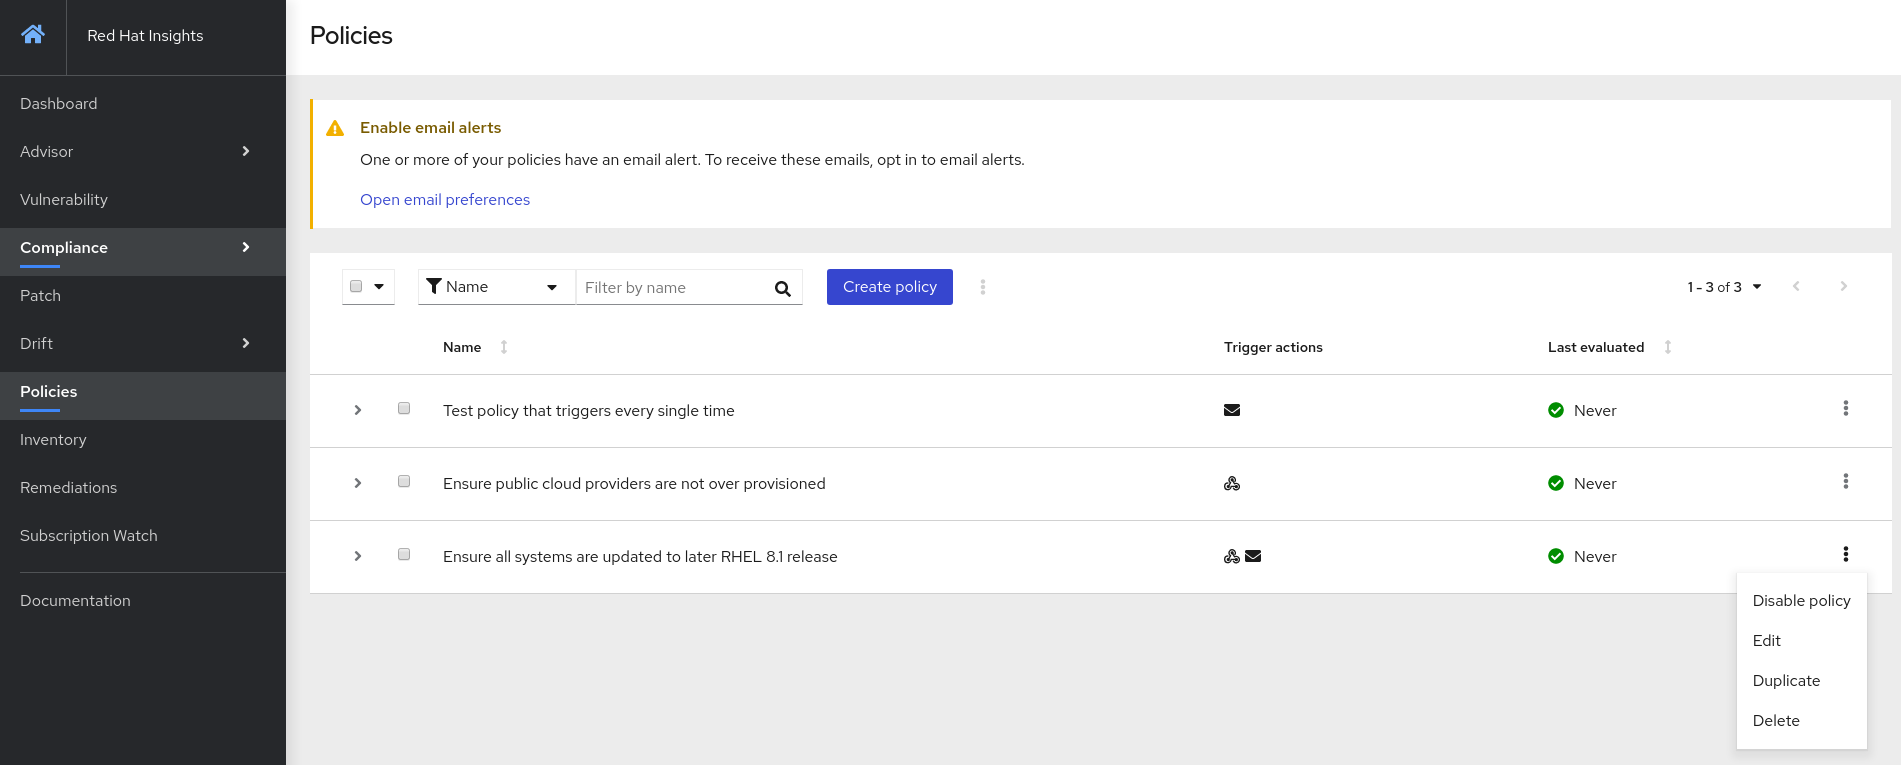 Red Hat Insights
Dashboard
Advisor
Vulnerability
Compliance
Patch
Drift
Policies
Inventory
Remediations
Subscription Watch
Documentation
Policies
Enable email alerts
One or more of your policies have an email alert. To receive these emails, opt in to email alerts.
Open email preferences
Name Filter by name Create policy 1 - 3 of 3
Name Trigger actions Last evaluated
Test policy that triggers every single time Never
Ensure public cloud providers are not over provisioned Never
Ensure all systems are updated to later RHEL 8.1 release Never
Disable policy
Edit
Duplicate
Delete